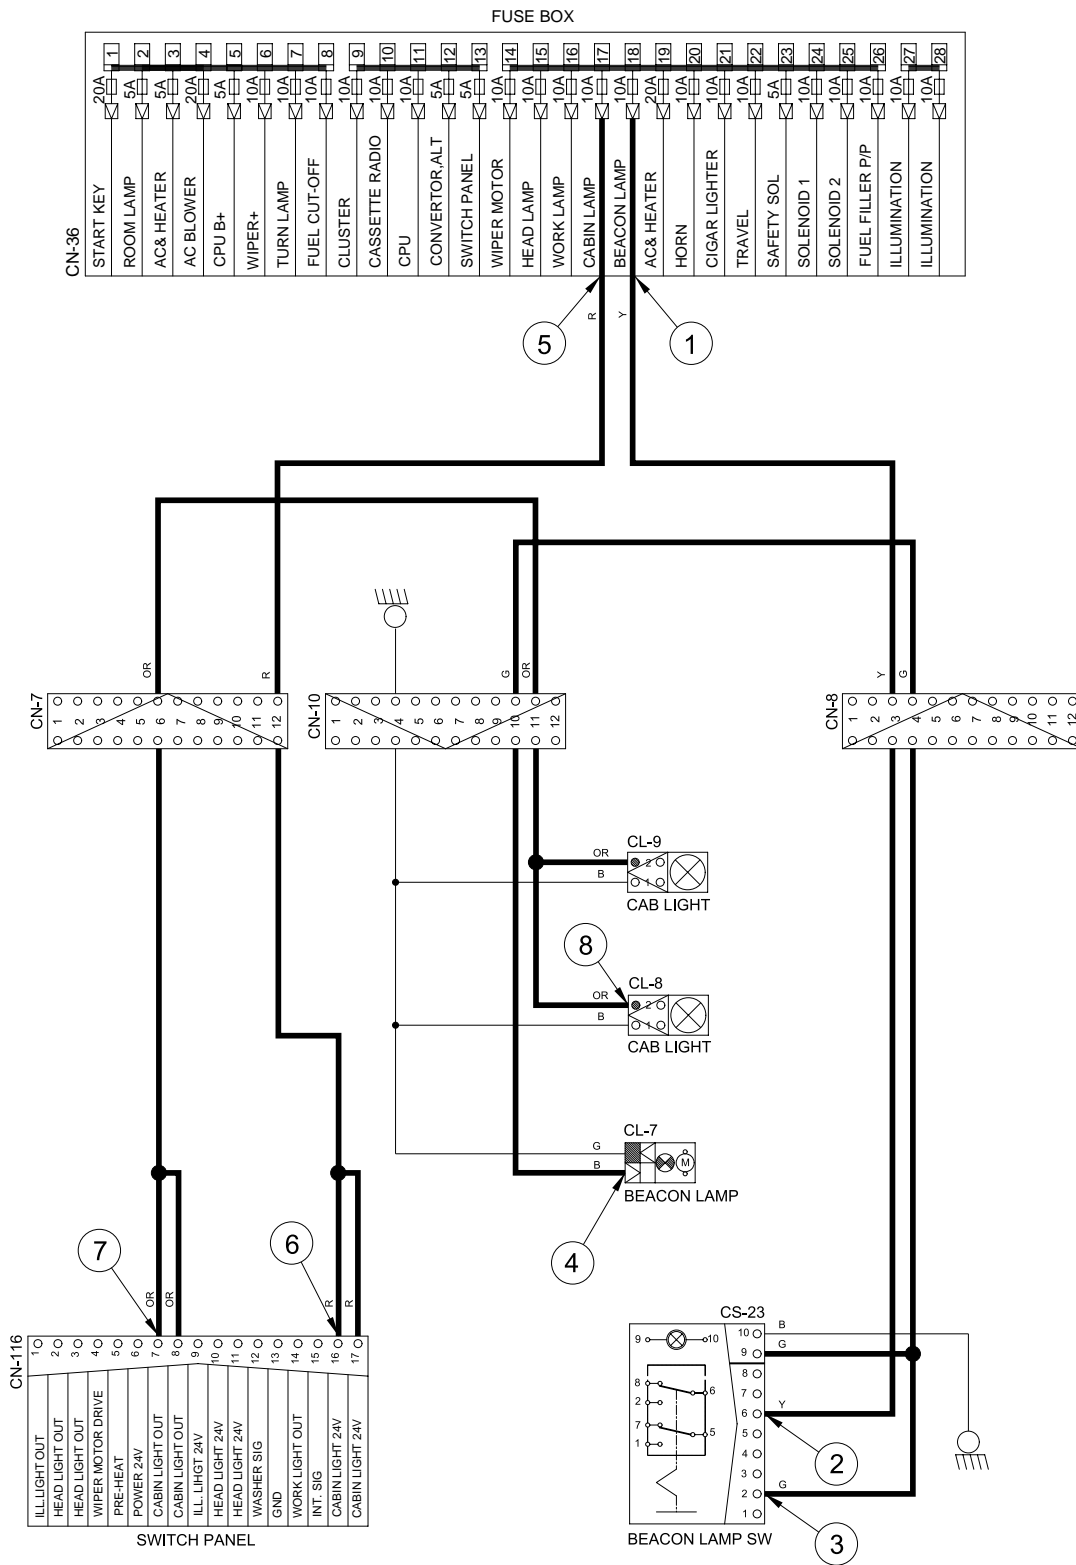 FUSE BOX
1 2 3 4 5 6 7 8 9 10 11 12 13 14 15 16 17 18 19 20 21 22 23 24 25 26 27 28
20A 5A 5A 20A 5A 10A 10A 10A 10A 10A 10A 5A 5A 10A 10A 10A 10A 10A 20A 10A 10A 10A 5A 10A 10A 10A 10A 10A
CN-36
START KEY
ROOM LAMP
AC& HEATER
AC BLOWER
CPU B+
WIPER+
TURN LAMP
FUEL CUT-OFF
CLUSTER
CASSETTE RADIO
CPU
CONVERTOR,ALT
SWITCH PANEL
WIPER MOTOR
HEAD LAMP
WORK LAMP
CABIN LAMP
BEACON LAMP
AC& HEATER
HORN
CIGAR LIGHTER
TRAVEL
SAFETY SOL
SOLENOID 1
SOLENOID 2
FUEL FILLER P/P
ILLUMINATION
ILLUMINATION
5
R
Y
1
OR
R
G
OR
Y
G
CN-7
1 2 3 4 5 6 7 8 9 10 11 12
CN-10
1 2 3 4 5 6 7 8 9 10 11 12
CN-8
1 2 3 4 5 6 7 8 9 10 11 12
CL-9
OR
2
B
1
CAB LIGHT
8
CL-8
OR
2
B
1
CAB LIGHT
CL-7
G
B
M
BEACON LAMP
4
7
6
OR
OR
R
R
CN-116
1 2 3 4 5 6 7 8 9 10 11 12 13 14 15 16 17
ILL.LIGHT OUT
HEAD LIGHT OUT
HEAD LIGHT OUT
WIPER MOTOR DRIVE
PRE-HEAT
POWER 24V
CABIN LIGHT OUT
CABIN LIGHT OUT
ILL. LIHGT 24V
HEAD LIGHT 24V
HEAD LIGHT 24V
WASHER SIG
GND
WORK LIGHT OUT
INT. SIG
CABIN LIGHT 24V
CABIN LIGHT 24V
SWITCH PANEL
CS-23
9 10
8 6
2
7 5
1
10 B
9 G
8
7
6 Y
5
4
3
2 G
1
2
3
BEACON LAMP SW